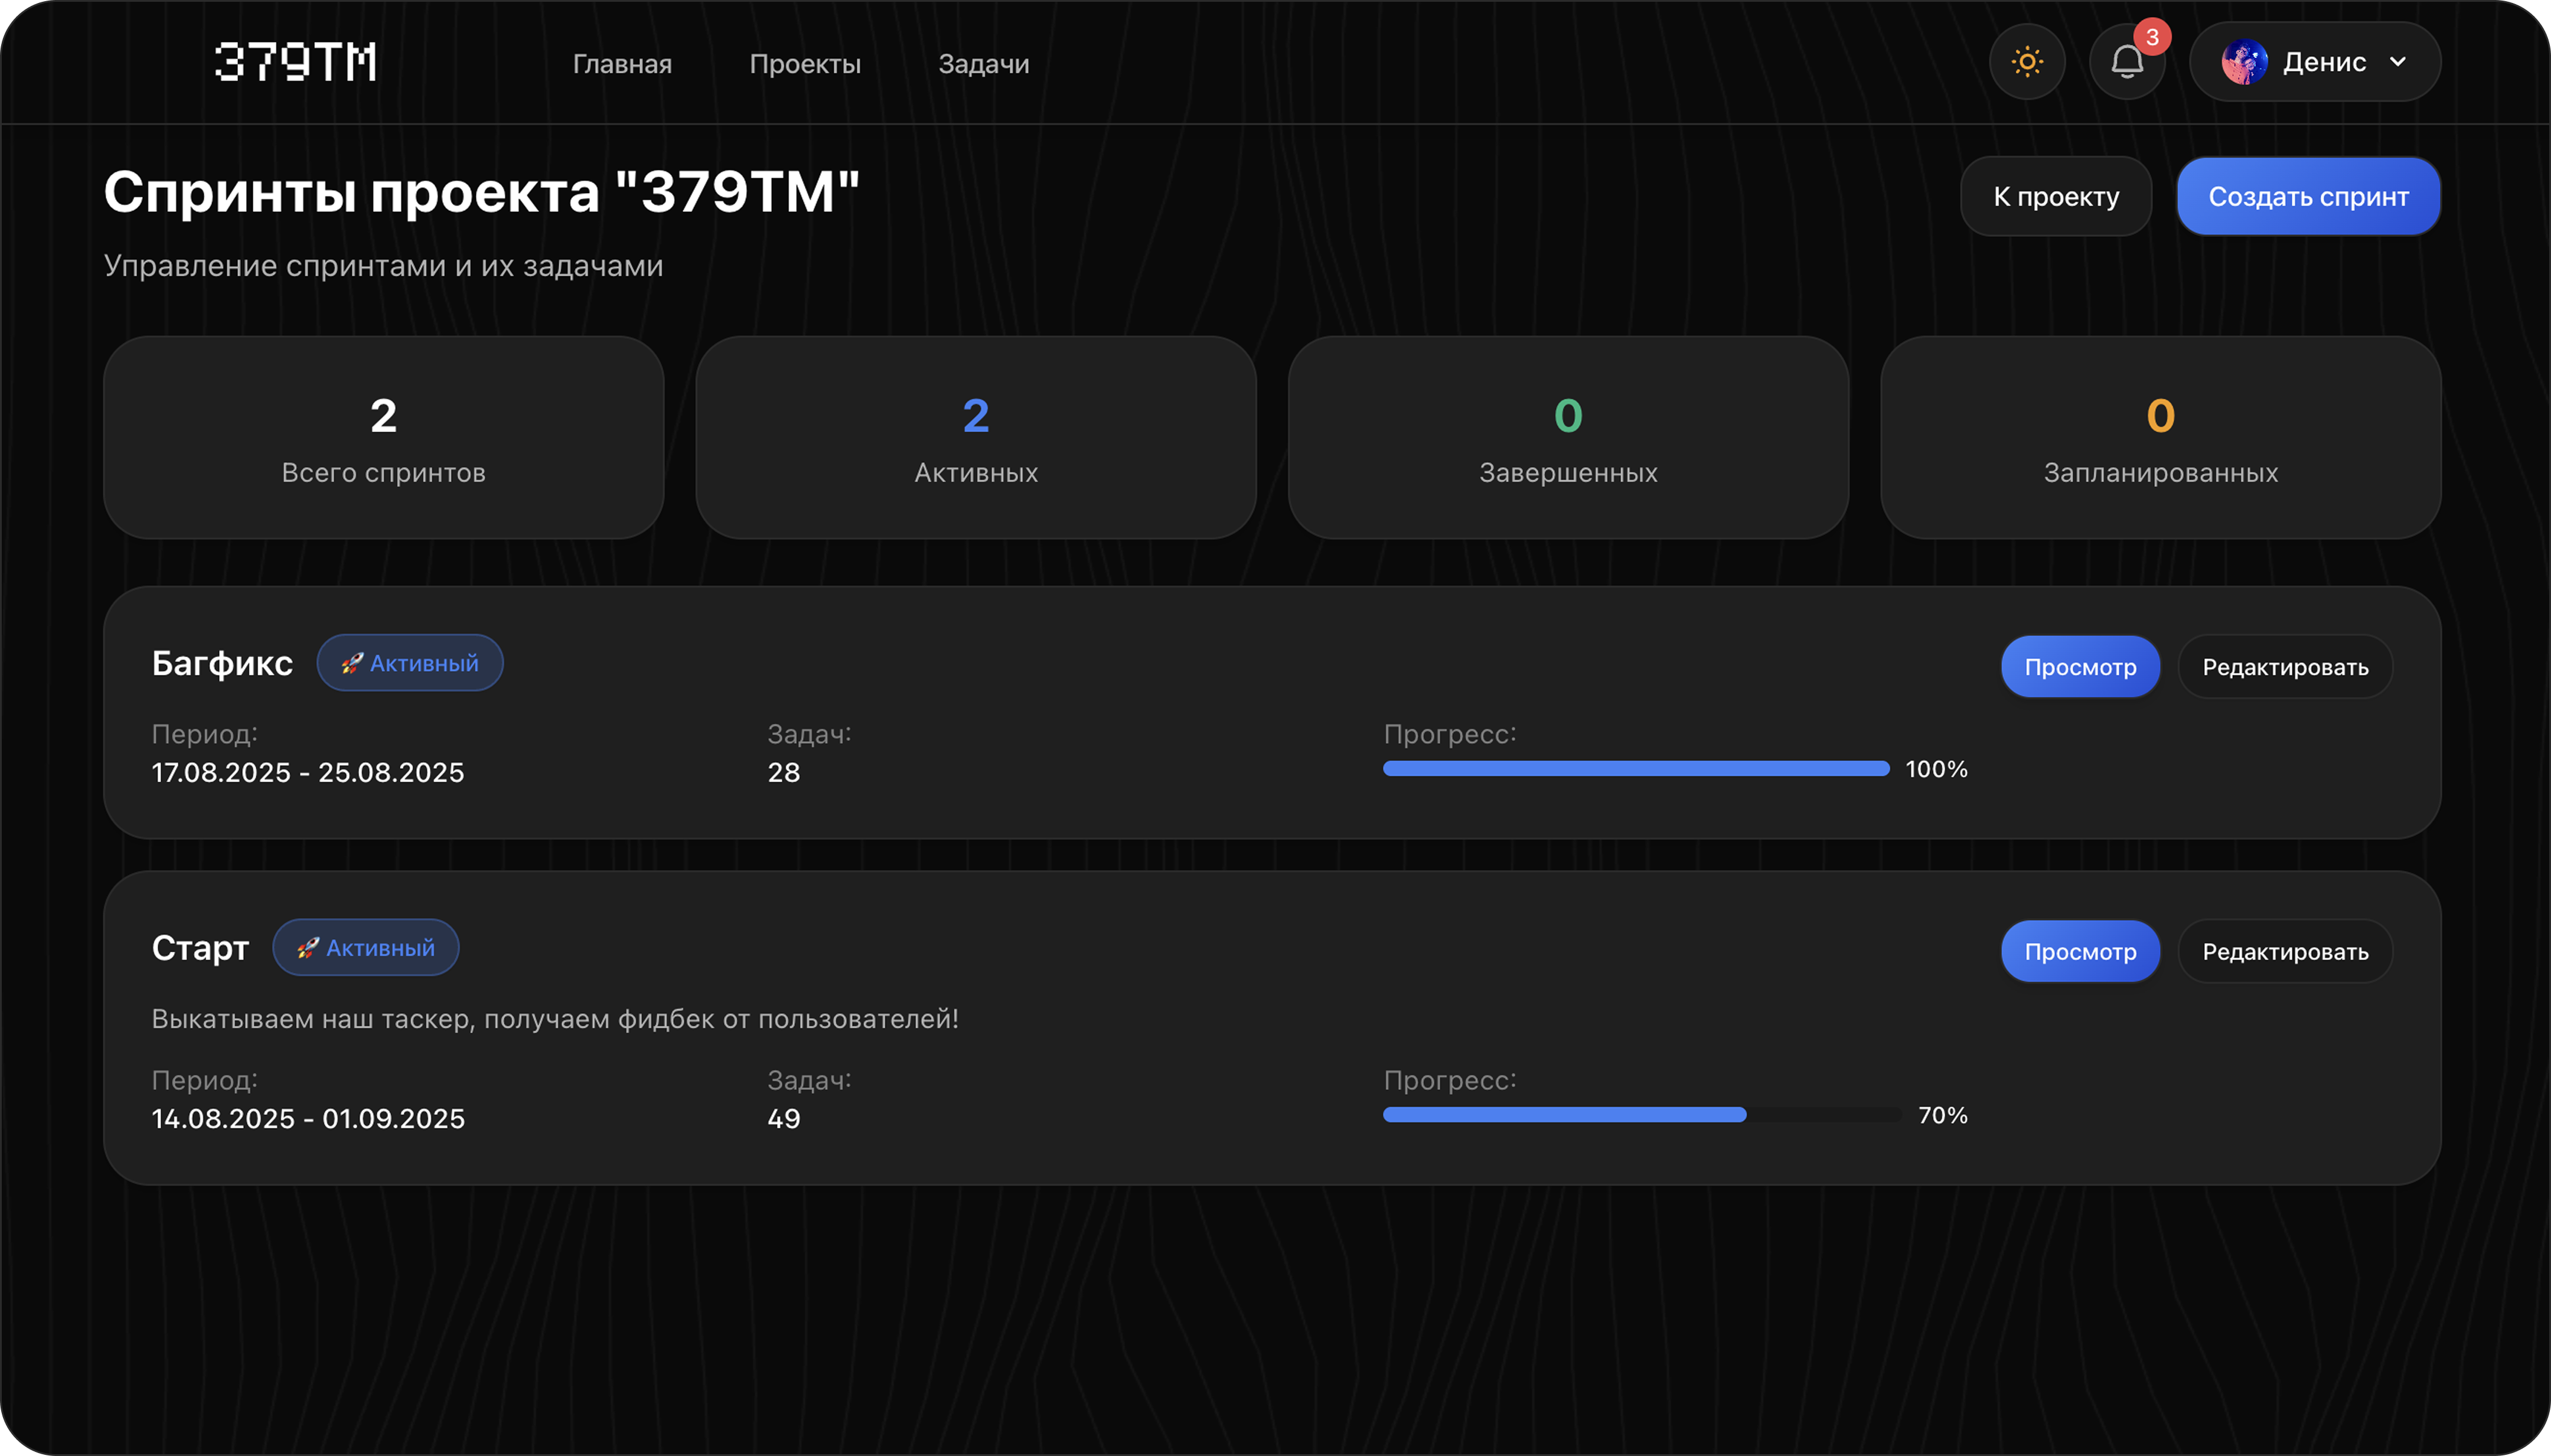 379TM
Главная
Проекты
Задачи
3
Денис
Спринты проекта "379ТМ"
Управление спринтами и их задачами
К проекту
Создать спринт
2
Всего спринтов
2
Активных
0
Завершенных
0
Запланированных
Багфикс
🚀 Активный
Просмотр
Редактировать
Период:
17.08.2025 - 25.08.2025
Задач:
28
Прогресс:
100%
Старт
🚀 Активный
Просмотр
Редактировать
Выкатываем наш таскер, получаем фидбек от пользователей!
Период:
14.08.2025 - 01.09.2025
Задач:
49
Прогресс:
70%